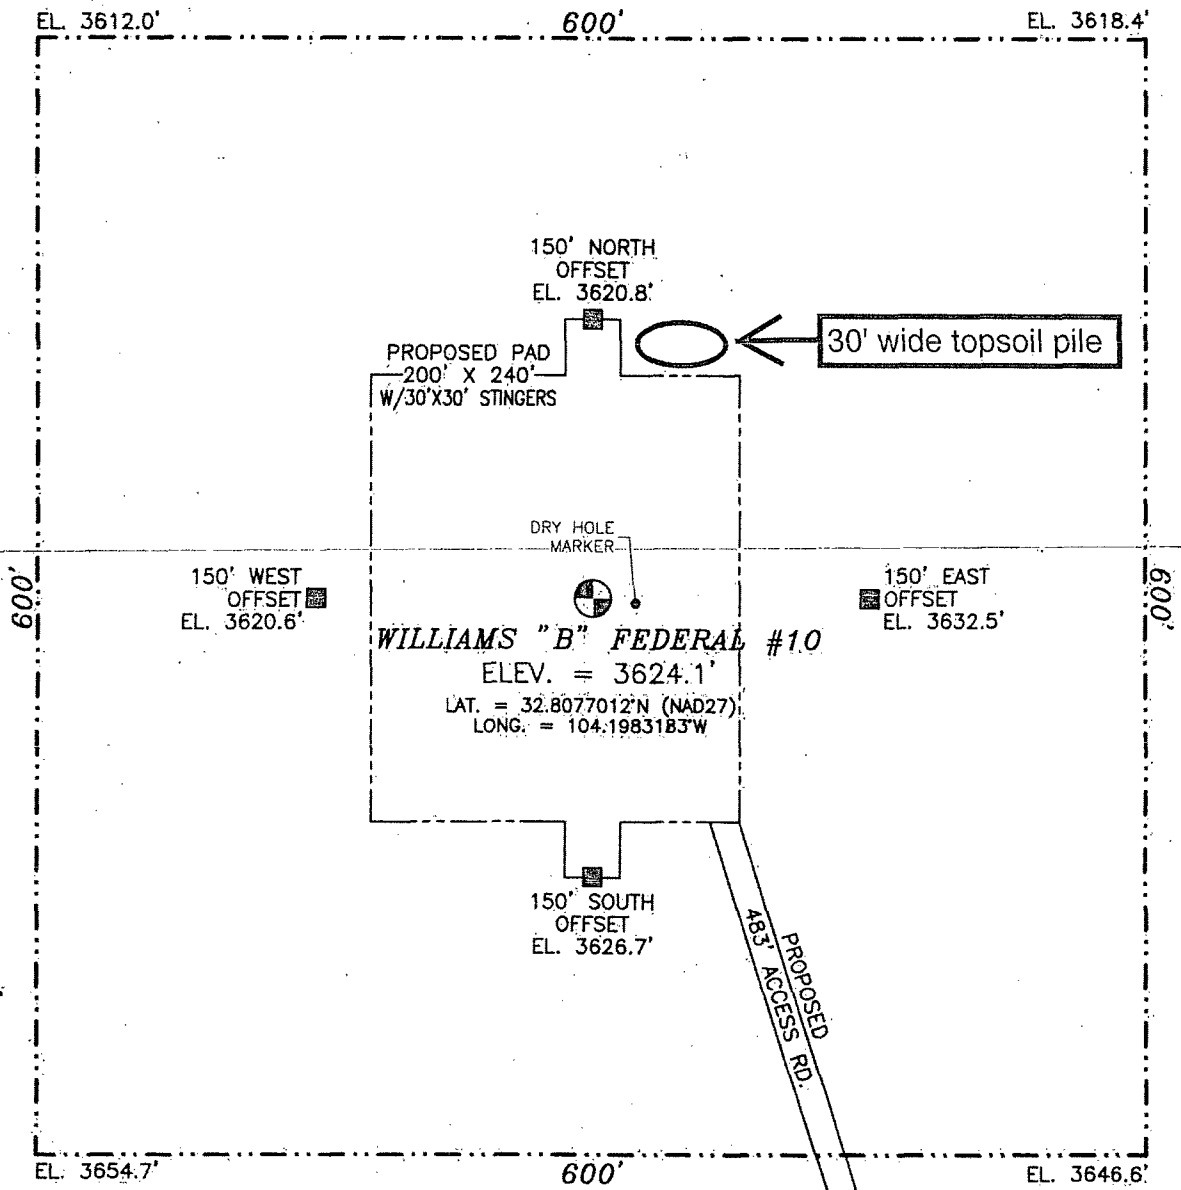 EL. 3612.0'
600'
EL. 3618.4'
150' NORTH
OFFSET
EL. 3620.8'
30' wide topsoil pile
PROPOSED PAD
200' X 240'
W/30'X30' STINGERS
DRY HOLE
MARKER
600'
150' WEST
OFFSET
EL. 3620.6'
150' EAST
OFFSET
EL. 3632.5'
600'
WILLIAMS "B" FEDERAL #10
ELEV. = 3624.1'
LAT. = 32.8077012°N (NAD27)
LONG. = 104.1983183°W
150' SOUTH
OFFSET
EL. 3626.7'
PROPOSED
483' ACCESS RD.
EL. 3654.7'
600'
EL. 3646.6'